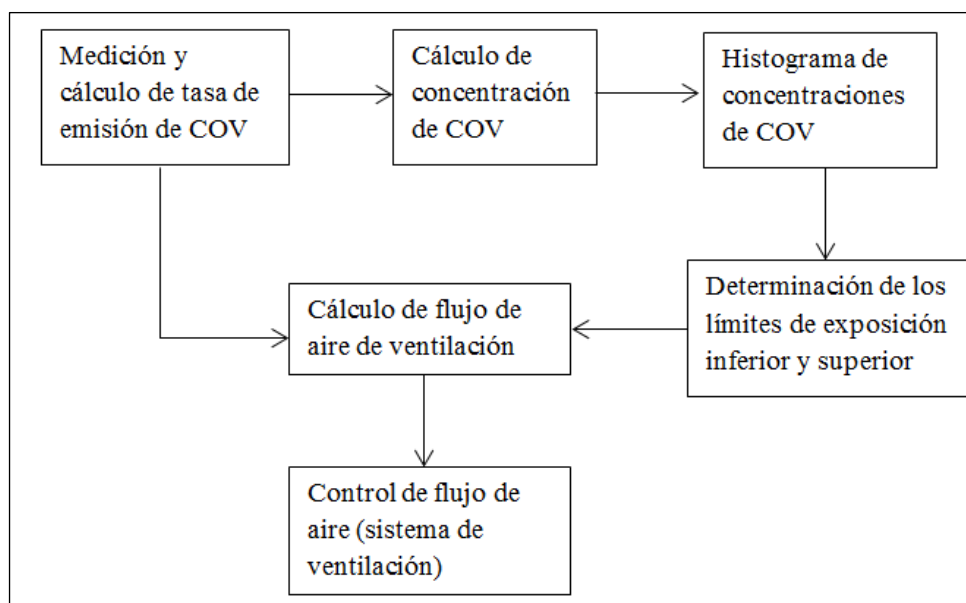 Medición y
cálculo de tasa de
emisión de COV
Cálculo de
concentración
de COV
Histograma de
concentraciones
de COV
Determinación de los
límites de exposición
inferior y superior
Cálculo de flujo de
aire de ventilación
Control de flujo de
aire (sistema de
ventilación)